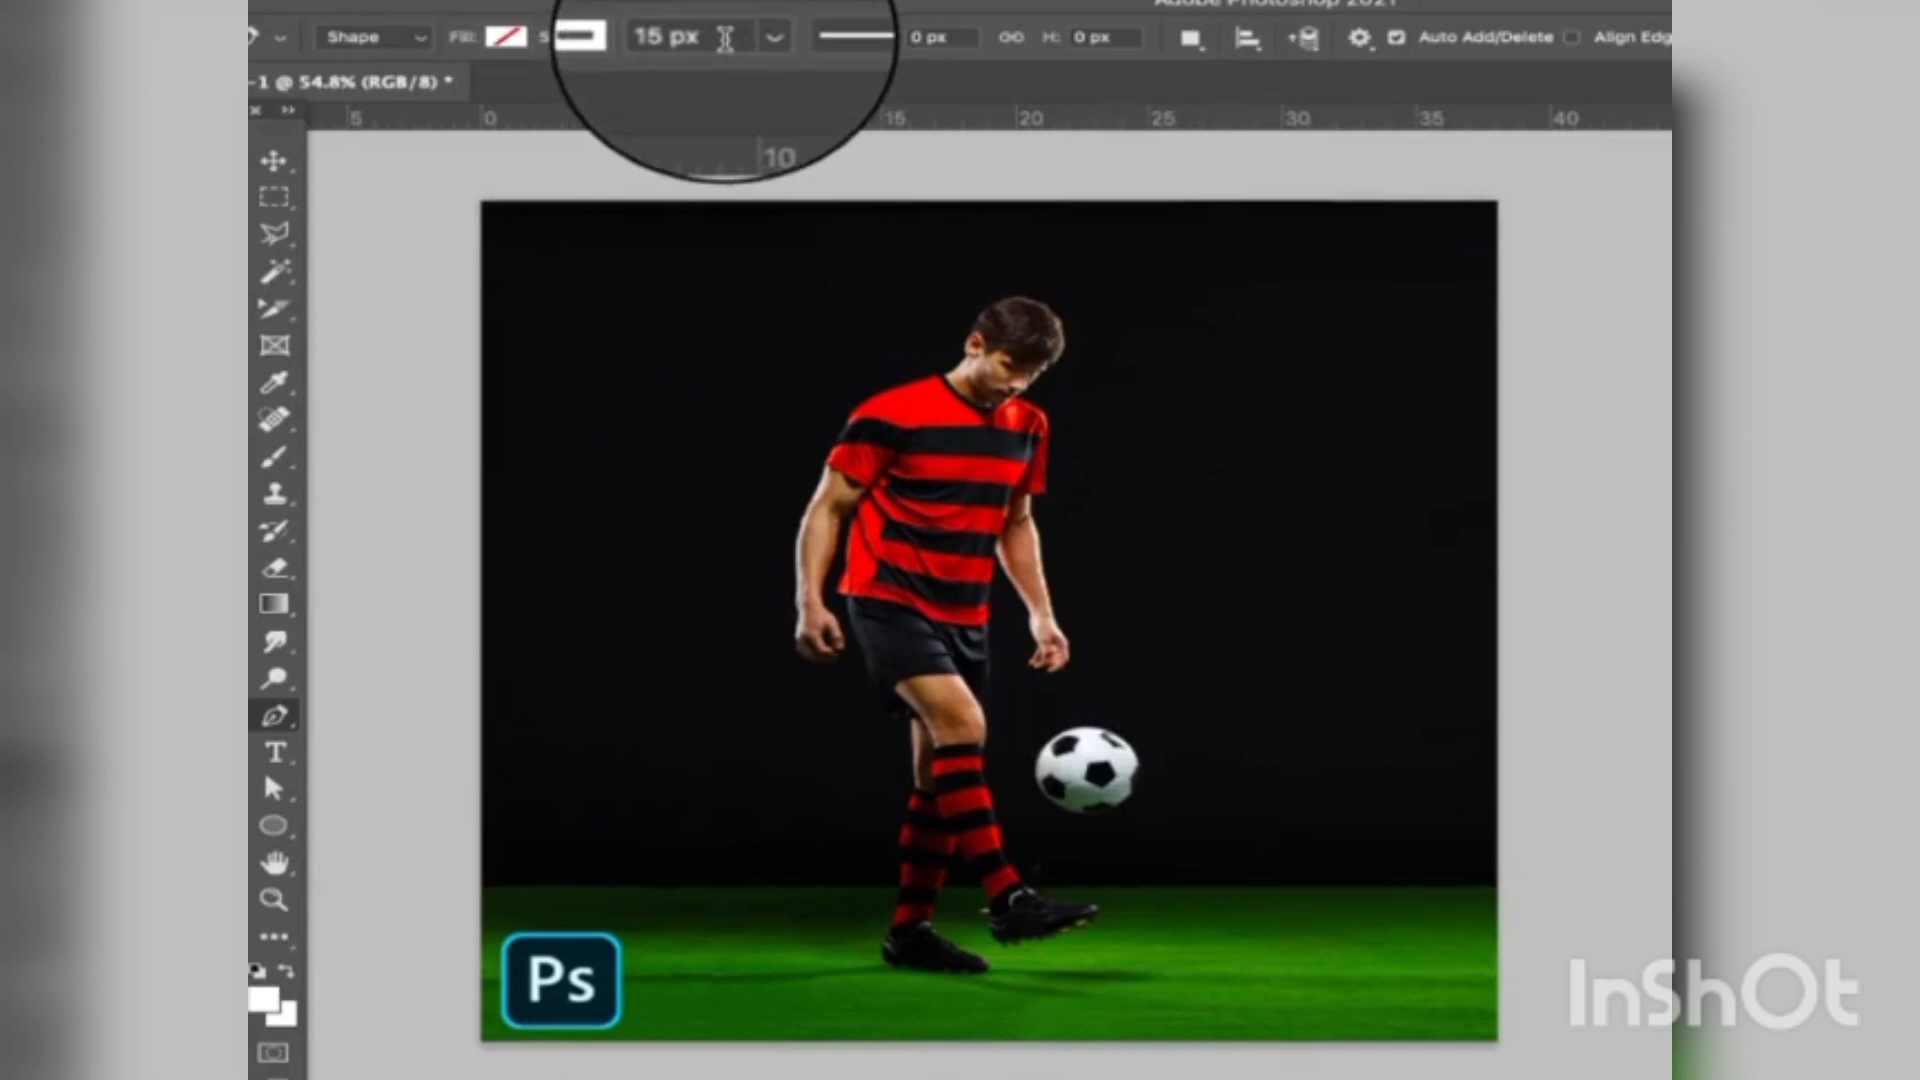 Adobe Photoshop 2021
Shape Fill: S 15 px 0 px H: 0 px Auto Add/Delete Align Edg
-1 @ 54.8% (RGB/8) *
5 0 10 15 20 25 30 35 40
T
Ps
InShOt